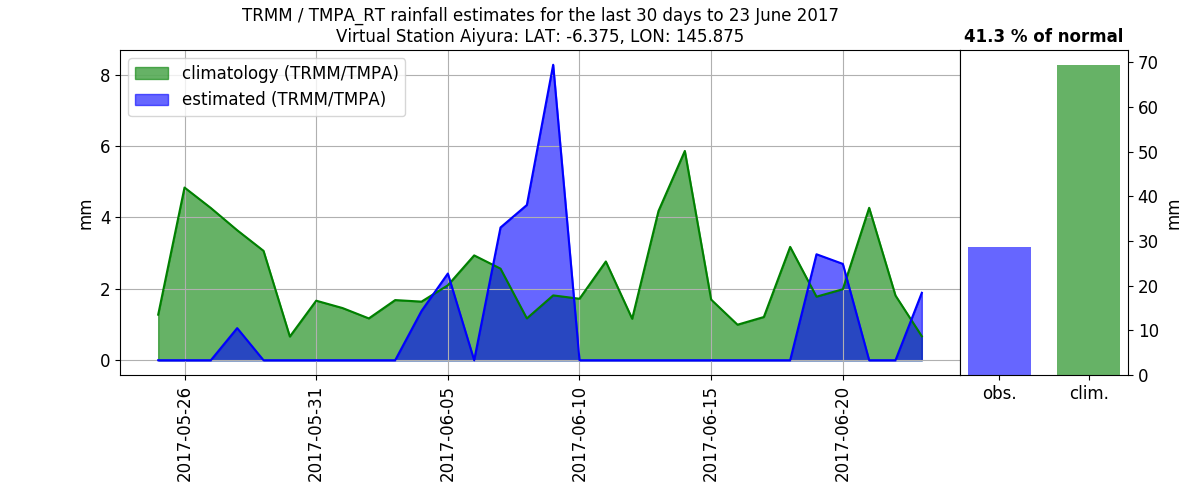 TRMM / TMPA_RT rainfall estimates for the last 30 days to 23 June 2017
Virtual Station Aiyura: LAT: -6.375, LON: 145.875
41.3 % of normal
climatology (TRMM/TMPA)
estimated (TRMM/TMPA)
8
6
4
2
0
mm
70
60
50
40
30
20
10
0
mm
2017-05-26
2017-05-31
2017-06-05
2017-06-10
2017-06-15
2017-06-20
obs.
clim.